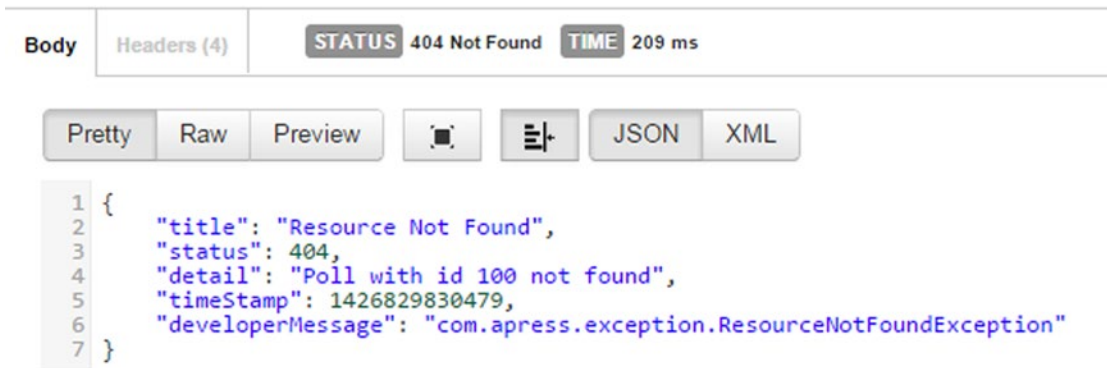 Body Headers (4) STATUS 404 Not Found TIME 209 ms
Pretty Raw Preview JSON XML
1 {
2 "title": "Resource Not Found",
3 "status": 404,
4 "detail": "Poll with id 100 not found",
5 "timeStamp": 1426829830479,
6 "developerMessage": "com.apress.exception.ResourceNotFoundException"
7 }